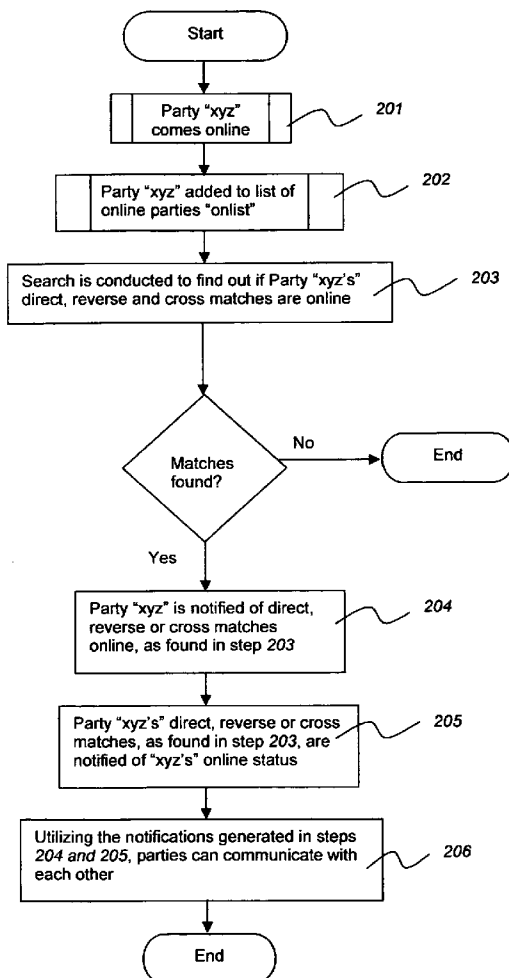 Start
Party "xyz"
comes online
201
Party "xyz" added to list of
online parties "onlist"
202
Search is conducted to find out if Party "xyz's"
direct, reverse and cross matches are online
203
Matches
found?
No
End
Yes
Party "xyz" is notified of direct,
reverse or cross matches
online, as found in step 203
204
Party "xyz's" direct, reverse or cross
matches, as found in step 203, are
notified of "xyz's" online status
205
Utilizing the notifications generated in steps
204 and 205, parties can communicate with
each other
206
End